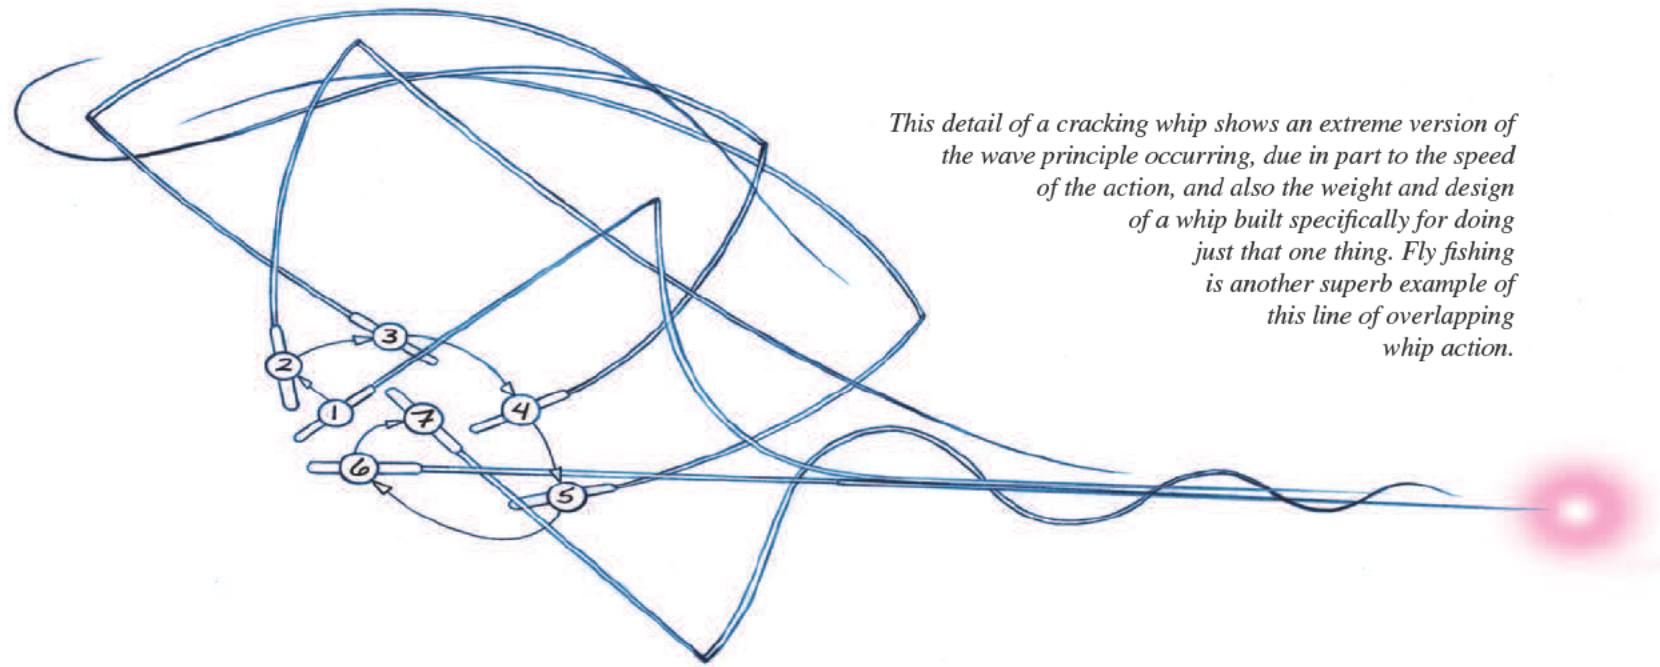 This detail of a cracking whip shows an extreme version of
the wave principle occurring, due in part to the speed
of the action, and also the weight and design
of a whip built specifically for doing
just that one thing. Fly fishing
is another superb example of
this line of overlapping
whip action.
3
2
1
7
4
6
5